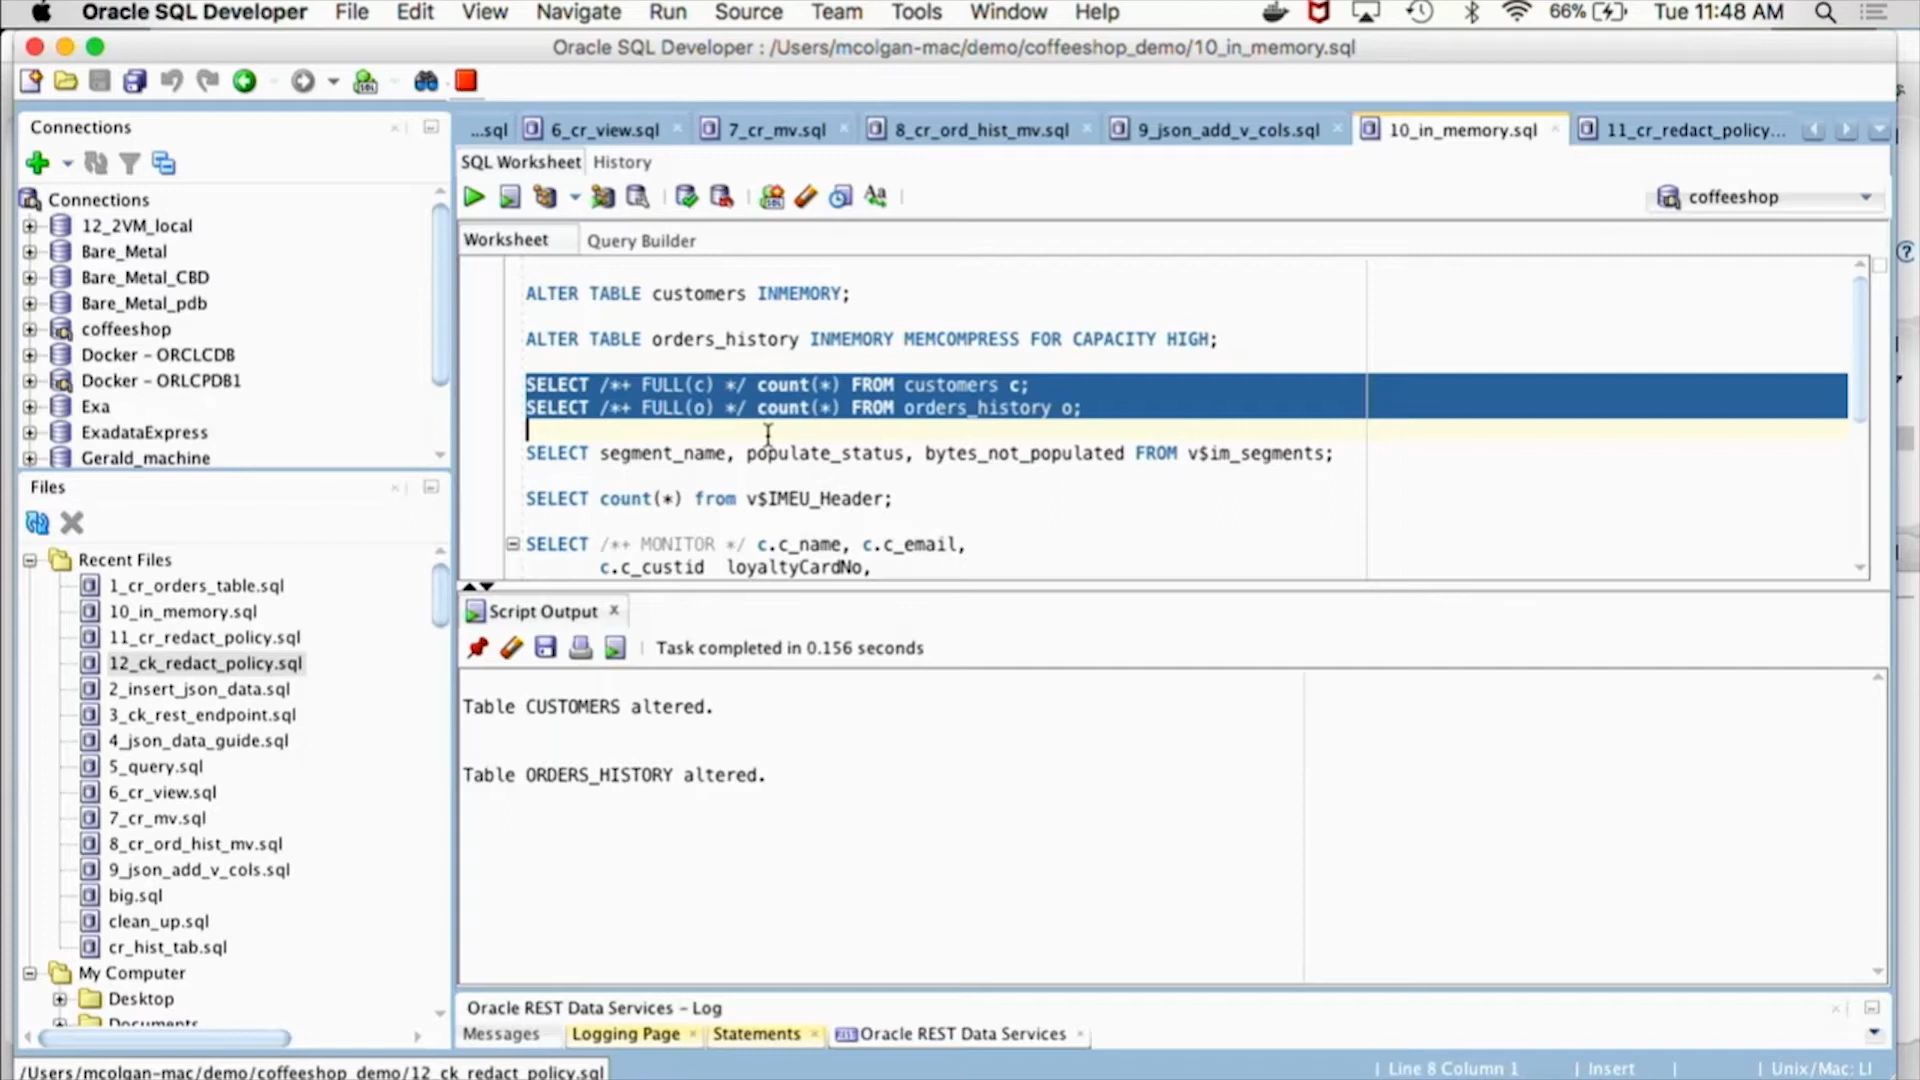 Oracle SQL Developer File Edit View Navigate Run Source Team Tools Window Help 66% Tue 11:48 AM
Oracle SQL Developer : /Users/mcolgan-mac/demo/coffeeshop_demo/10_in_memory.sql
Connections
...sql 6_cr_view.sql 7_cr_mv.sql 8_cr_ord_hist_mv.sql 9_json_add_v_cols.sql 10_in_memory.sql 11_cr_redact_policy...
SQL Worksheet History
coffeeshop
Worksheet Query Builder
Connections
12_2VM_local
Bare_Metal
Bare_Metal_CBD
Bare_Metal_pdb
coffeeshop
Docker - ORCLCDB
Docker - ORLCPDB1
Exa
ExadataExpress
Gerald_machine
ALTER TABLE customers INMEMORY;
ALTER TABLE orders_history INMEMORY MEMCOMPRESS FOR CAPACITY HIGH;
SELECT /*+ FULL(c) */ count(*) FROM customers c;
SELECT /*+ FULL(o) */ count(*) FROM orders_history o;
SELECT segment_name, populate_status, bytes_not_populated FROM v$im_segments;
SELECT count(*) from v$IMEU_Header;
SELECT /*+ MONITOR */ c.c_name, c.c_email,
c.c_custid loyaltyCardNo,
Files
Recent Files
1_cr_orders_table.sql
10_in_memory.sql
11_cr_redact_policy.sql
12_ck_redact_policy.sql
2_insert_json_data.sql
3_ck_rest_endpoint.sql
4_json_data_guide.sql
5_query.sql
6_cr_view.sql
7_cr_mv.sql
8_cr_ord_hist_mv.sql
9_json_add_v_cols.sql
big.sql
clean_up.sql
cr_hist_tab.sql
My Computer
Desktop
Documents
Script Output
Task completed in 0.156 seconds
Table CUSTOMERS altered.
Table ORDERS_HISTORY altered.
Oracle REST Data Services - Log
Messages Logging Page Statements Oracle REST Data Services
/Users/mcolgan-mac/demo/coffeeshop_demo/12_ck_redact_policy.sql
Line 8 Column 1 Insert Unix/Mac: LI